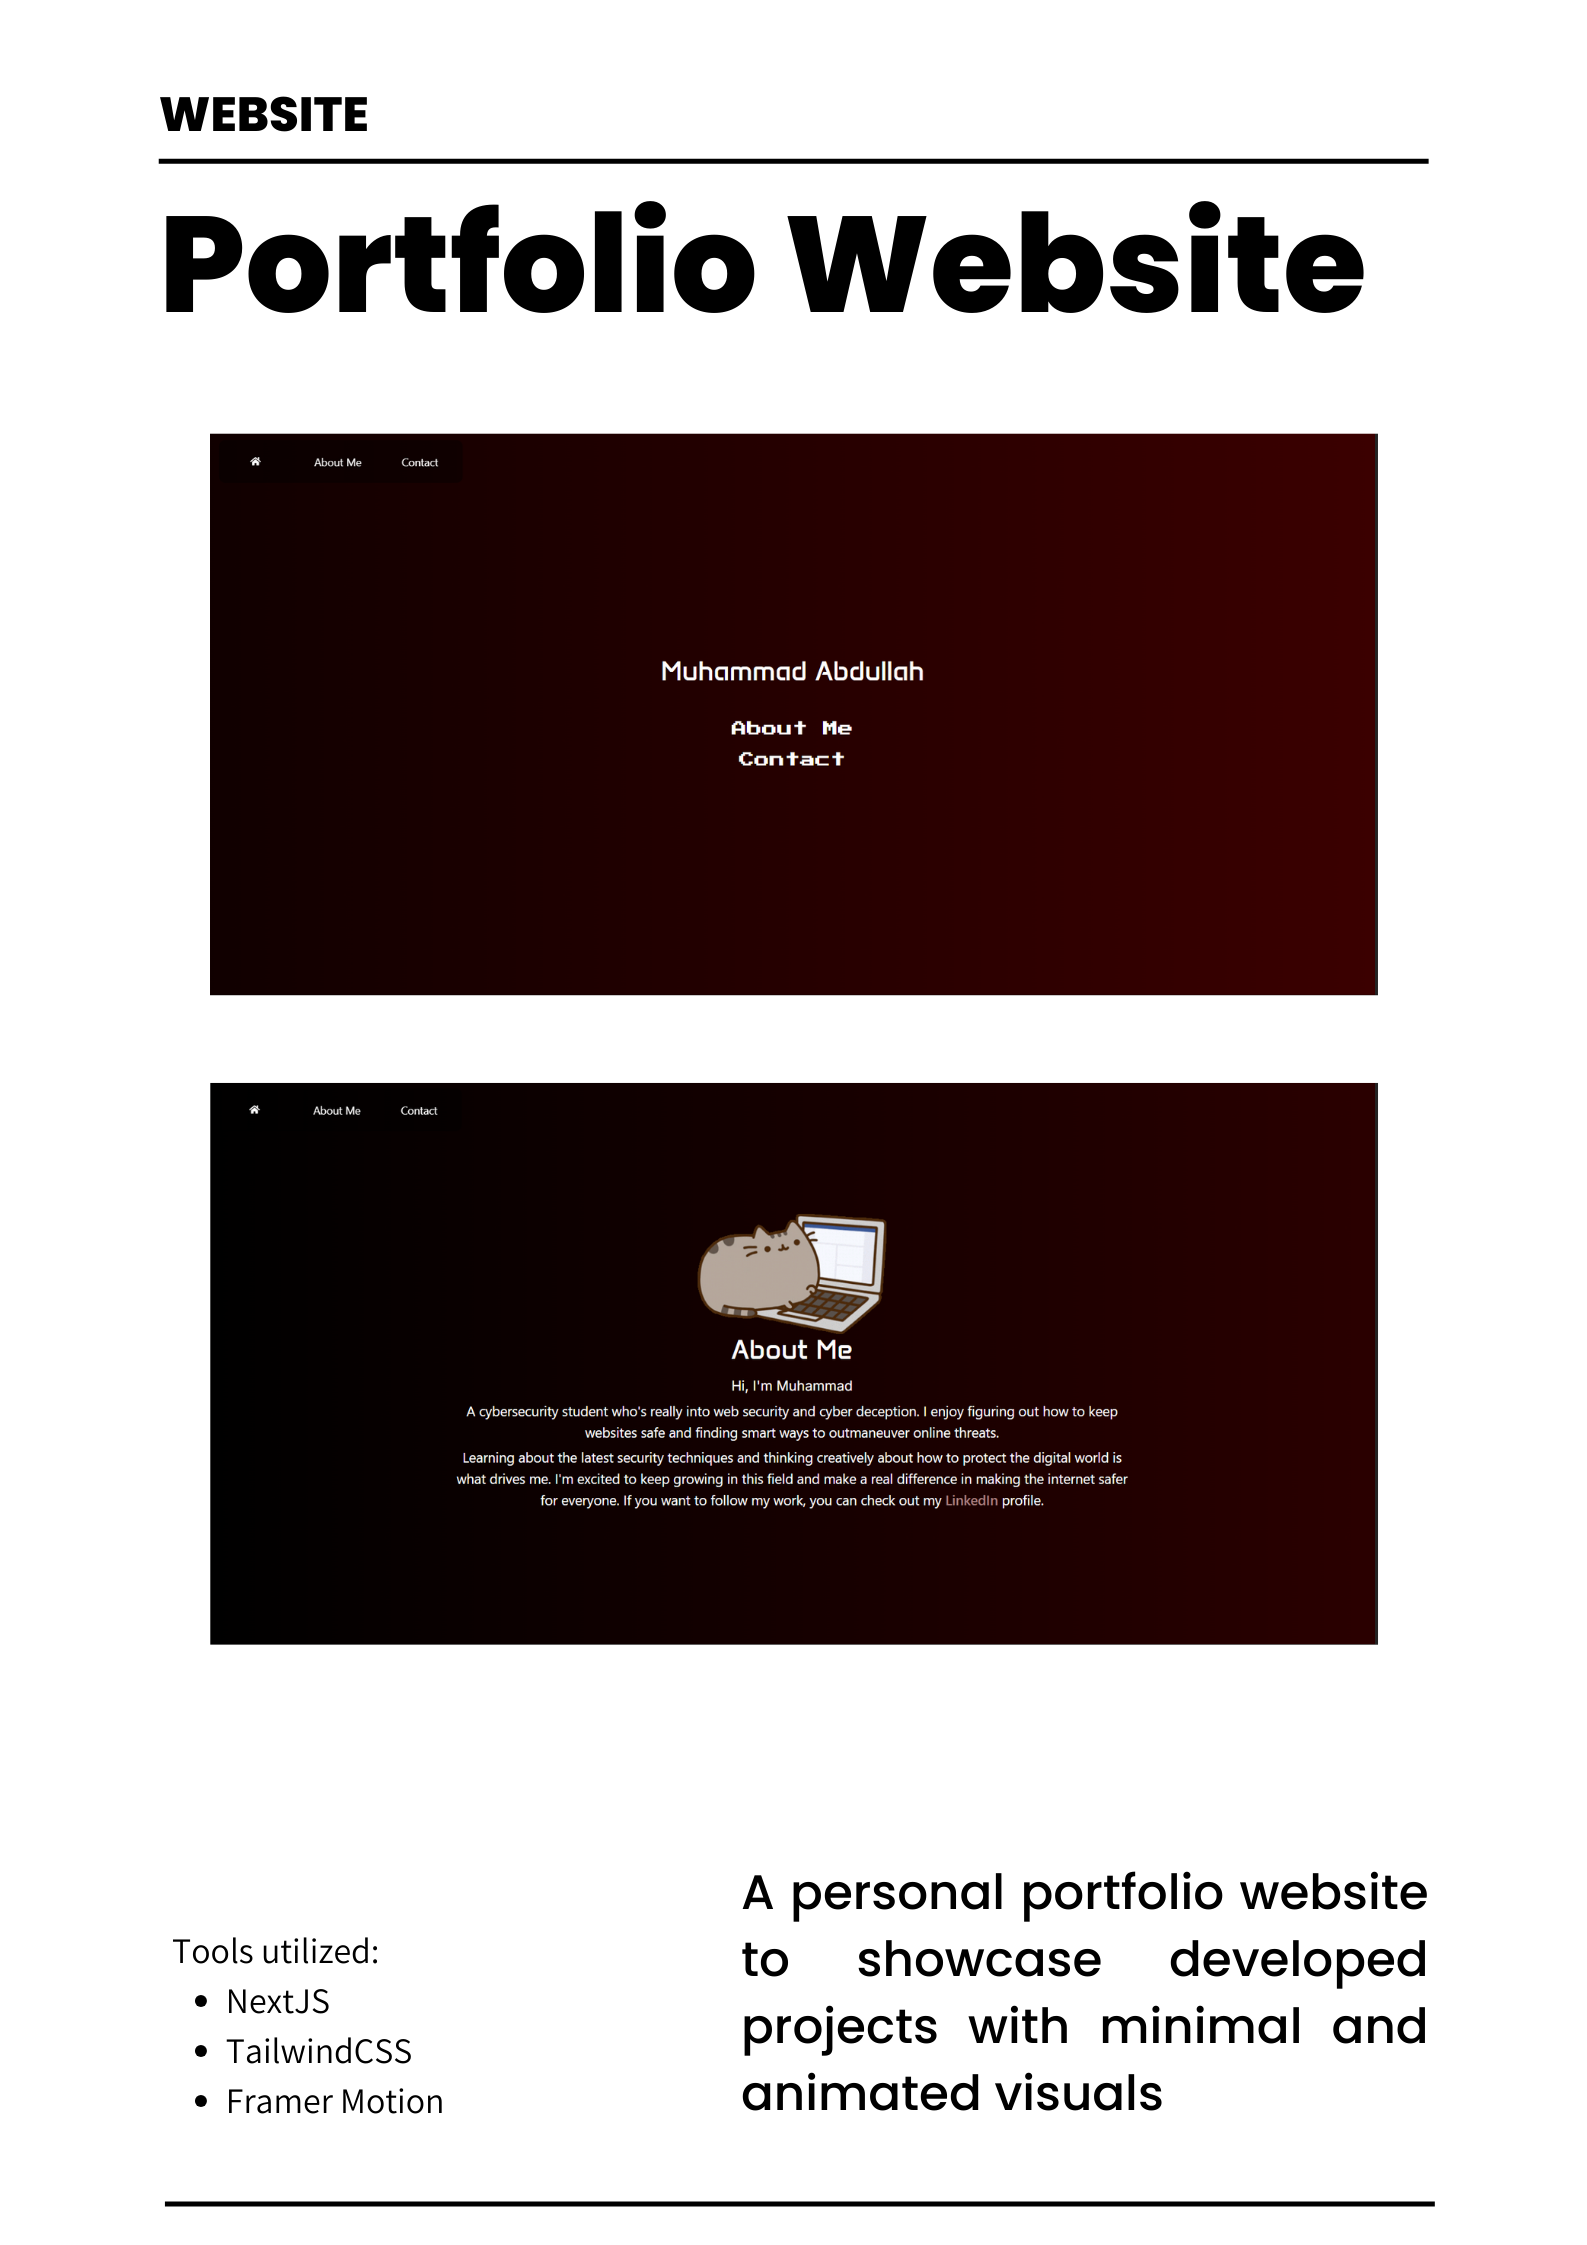 WEBSITE
Portfolio Website
About Me
Contact
Muhammad Abdullah
About Me
Contact
About Me
Contact
About Me
Hi, I'm Muhammad
A cybersecurity student who's really into web security and cyber deception. I enjoy figuring out how to keep
websites safe and finding smart ways to outmaneuver online threats.
Learning about the latest security techniques and thinking creatively about how to protect the digital world is
what drives me. I'm excited to keep growing in this field and make a real difference in making the internet safer
for everyone. If you want to follow my work, you can check out my LinkedIn profile.
Tools utilized:
• NextJS
• TailwindCSS
• Framer Motion
A personal portfolio website
to showcase developed
projects with minimal and
animated visuals